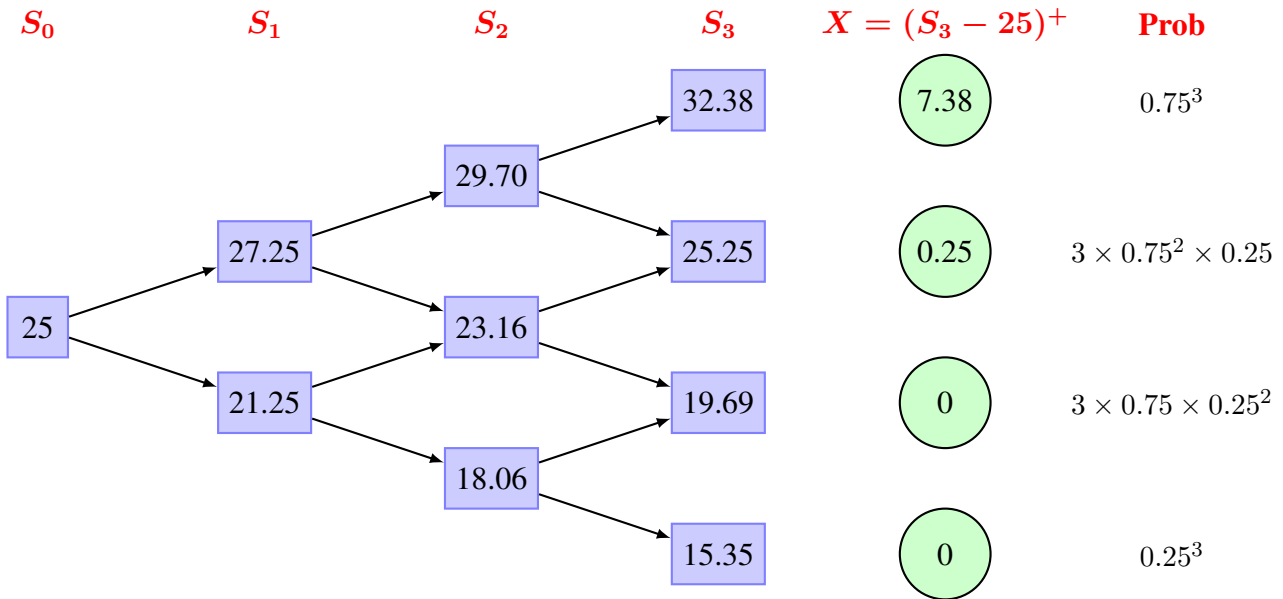 S₀ S₁ S₂ S₃ X = (S₃ − 25)⁺ Prob
32.38 7.38 0.75³
29.70
27.25 25.25 0.25 3 × 0.75² × 0.25
25 23.16
21.25 19.69 0 3 × 0.75 × 0.25²
18.06
15.35 0 0.25³